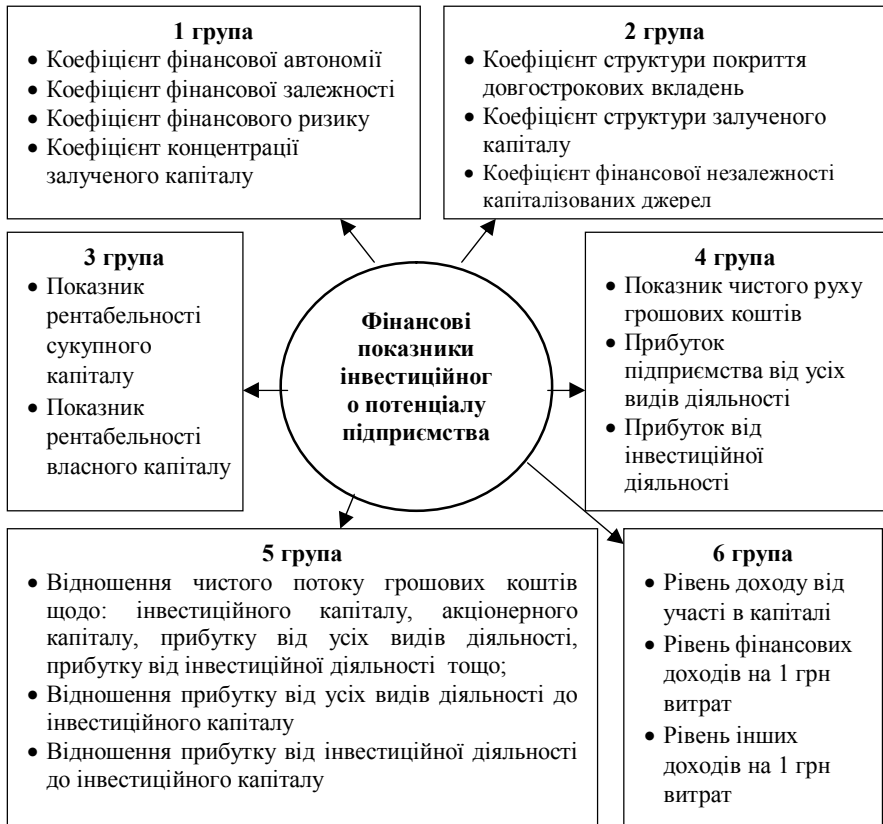 1 група
• Коефіцієнт фінансової автономії
• Коефіцієнт фінансової залежності
• Коефіцієнт фінансового ризику
• Коефіцієнт концентрації
залученого капіталу
2 група
• Коефіцієнт структури покриття
довгострокових вкладень
• Коефіцієнт структури залученого
капіталу
• Коефіцієнт фінансової незалежності
капіталізованих джерел
3 група
• Показник
рентабельності
сукупного
капіталу
• Показник
рентабельності
власного капіталу
Фінансові
показники
інвестиційног
о потенціалу
підприємства
4 група
• Показник чистого руху
грошових коштів
• Прибуток
підприємства від усіх
видів діяльності
• Прибуток від
інвестиційної
діяльності
5 група
• Відношення чистого потоку грошових коштів
щодо: інвестиційного капіталу, акціонерного
капіталу, прибутку від усіх видів діяльності,
прибутку від інвестиційної діяльності тощо;
• Відношення прибутку від усіх видів діяльності до
інвестиційного капіталу
• Відношення прибутку від інвестиційної діяльності
до інвестиційного капіталу
6 група
• Рівень доходу від
участі в капіталі
• Рівень фінансових
доходів на 1 грн
витрат
• Рівень інших
доходів на 1 грн
витрат